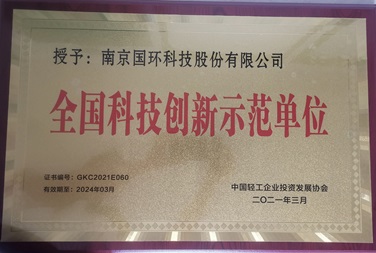 授予：南京国环科技股份有限公司
全国科技创新示范单位
证书编号：GKC2021E060
有效期至：2024年03月
中国轻工企业投资发展协会
二〇二一年三月